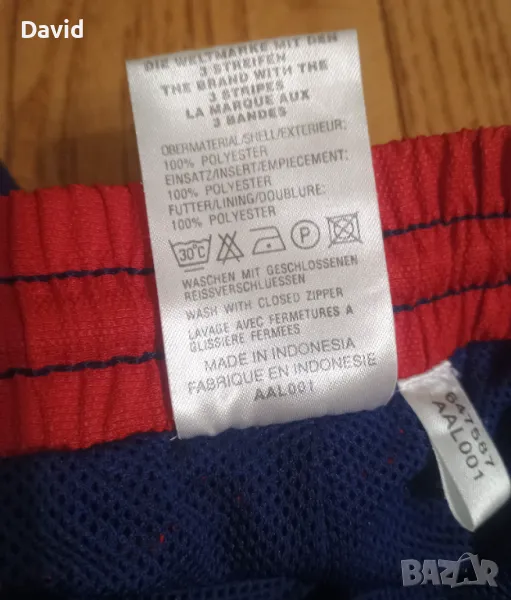 David
DIE WELTMARKE MIT DEN
3 STREIFEN
THE BRAND WITH THE
3 STRIPES
LA MARQUE AUX
3 BANDES
OBERMATERIAL/SHELL/EXTERIEUR:
100% POLYESTER
EINSATZ/INSERT/EMPIECEMENT:
100% POLYESTER
FUTTER/LINING/DOUBLURE:
100% POLYESTER
30°C P
WASCHEN MIT GESCHLOSSENEN
REISSVERSCHLUESSEN
WASH WITH CLOSED ZIPPER
LAVAGE AVEC FERMETURES A
GLISSIERE FERMEES
MADE IN INDONESIA
FABRIQUE EN INDONESIE
AAL001
647587
AAL001
BAZAR